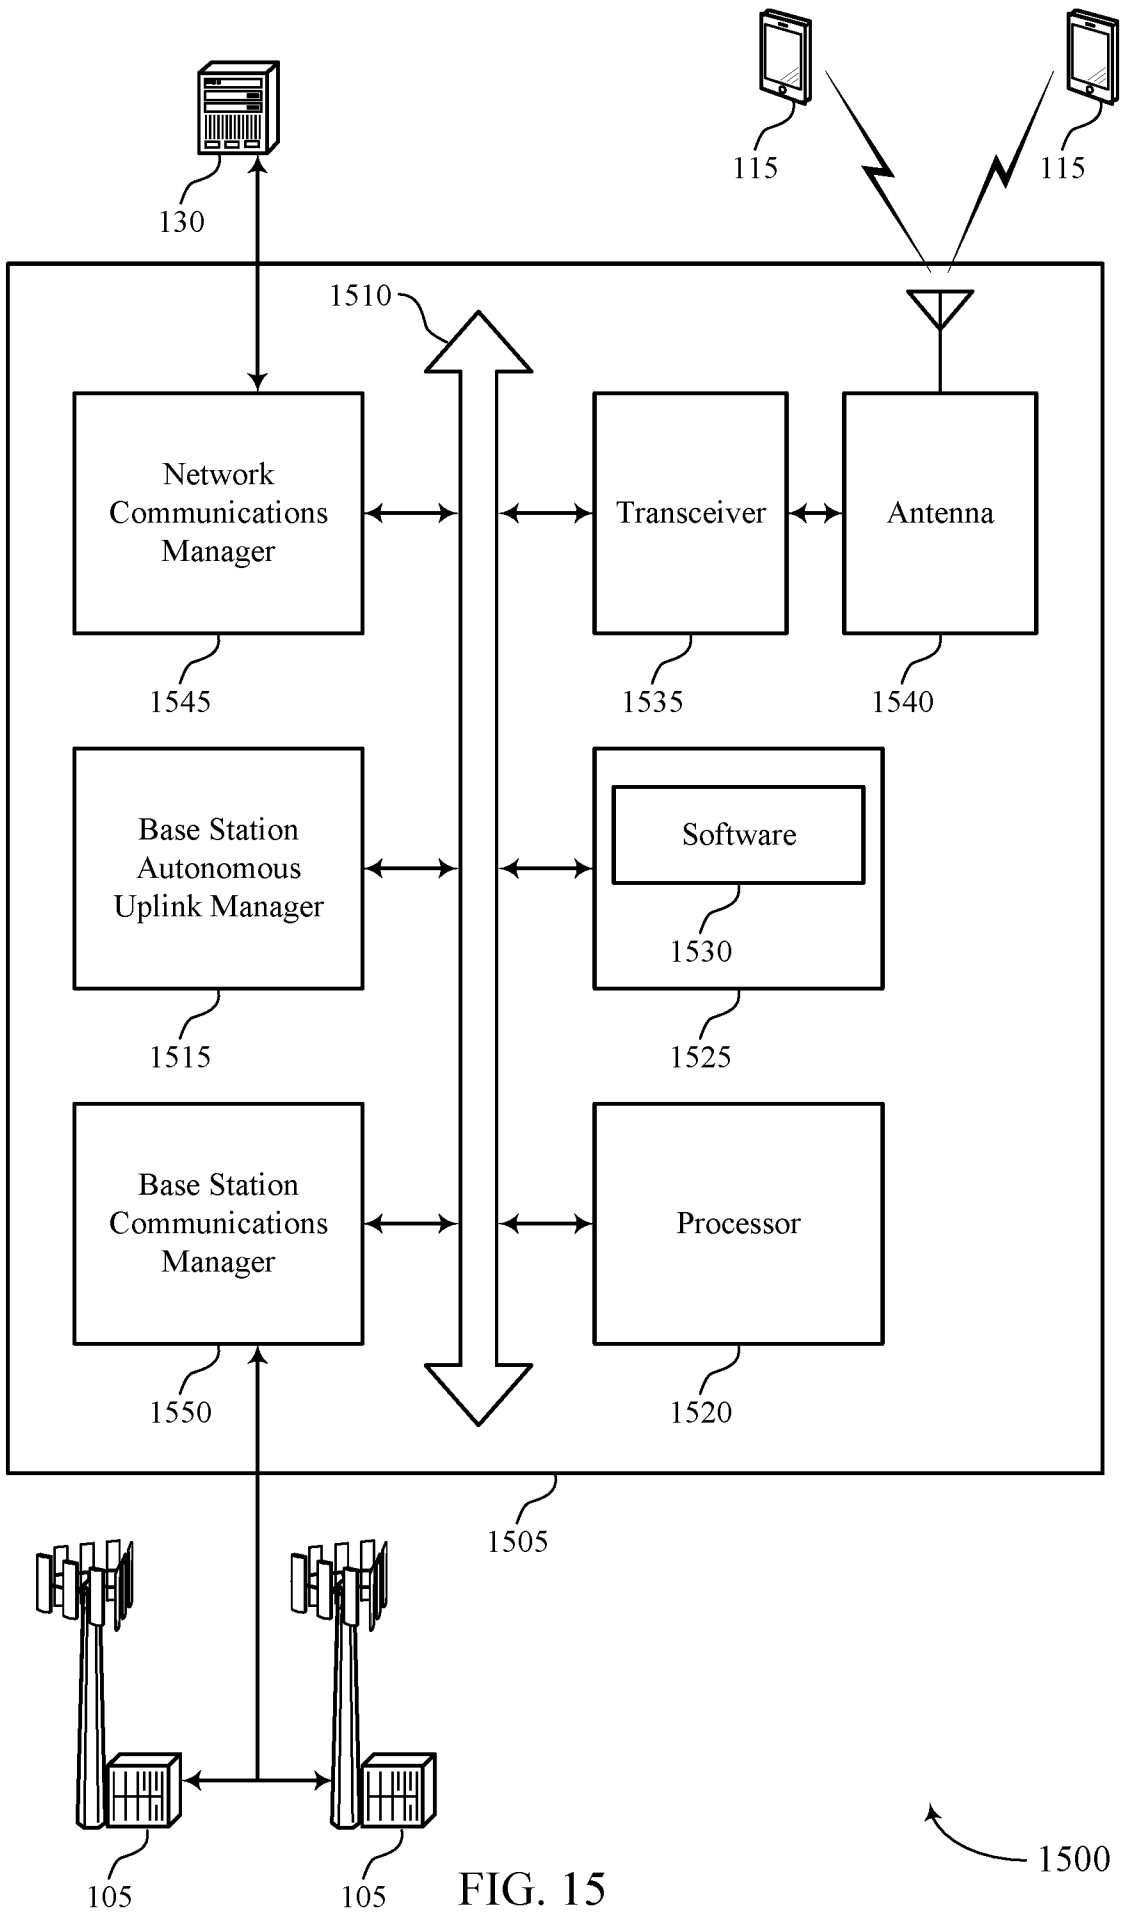 115
115
130
1510
Network
Communications
Manager
Transceiver
Antenna
1545
1535
1540
Base Station
Autonomous
Uplink Manager
Software
1530
1515
1525
Base Station
Communications
Manager
Processor
1550
1520
1505
105
105
FIG. 15
1500